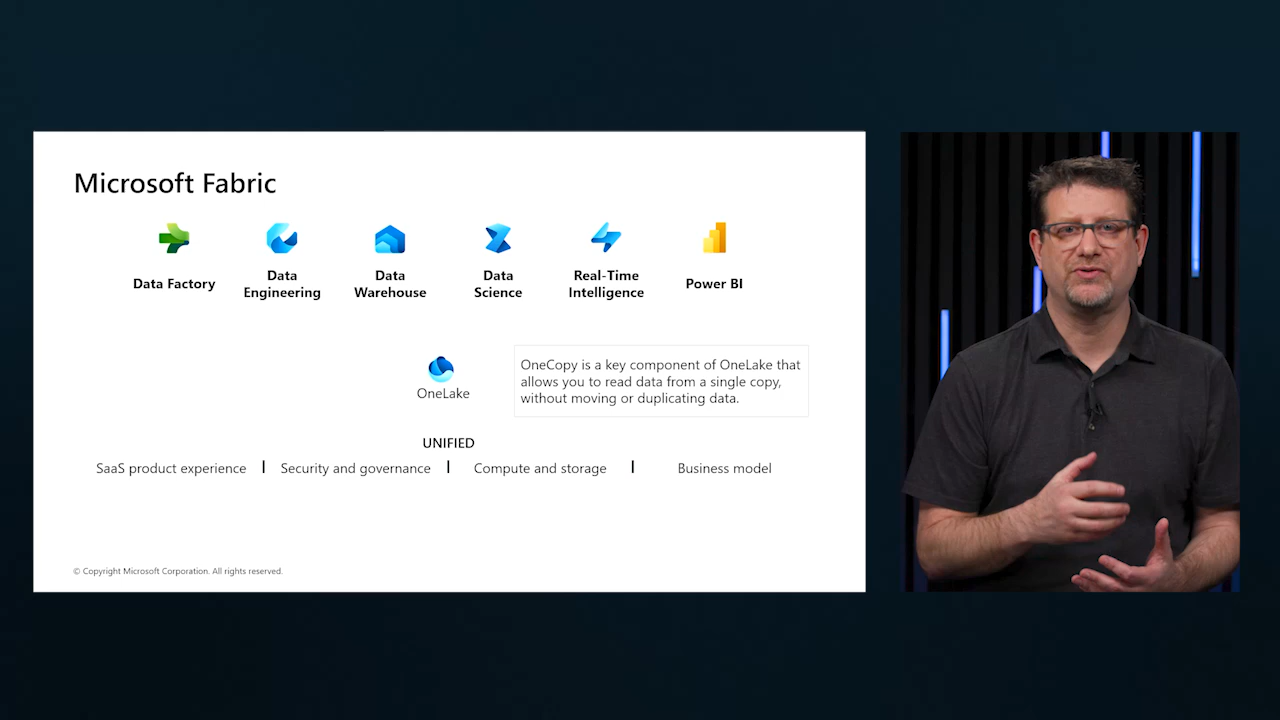 Microsoft Fabric
Data Factory
Data
Engineering
Data
Warehouse
Data
Science
Real-Time
Intelligence
Power BI
OneLake
OneCopy is a key component of OneLake that
allows you to read data from a single copy,
without moving or duplicating data.
UNIFIED
SaaS product experience | Security and governance | Compute and storage | Business model
© Copyright Microsoft Corporation. All rights reserved.